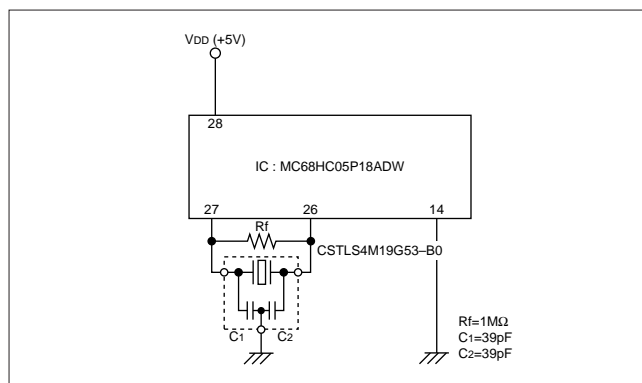 VDD (+5V)
28
IC : MC68HC05P18ADW
27
26
14
Rf
CSTLS4M19G53–B0
C1
C2
Rf=1MΩ
C1=39pF
C2=39pF